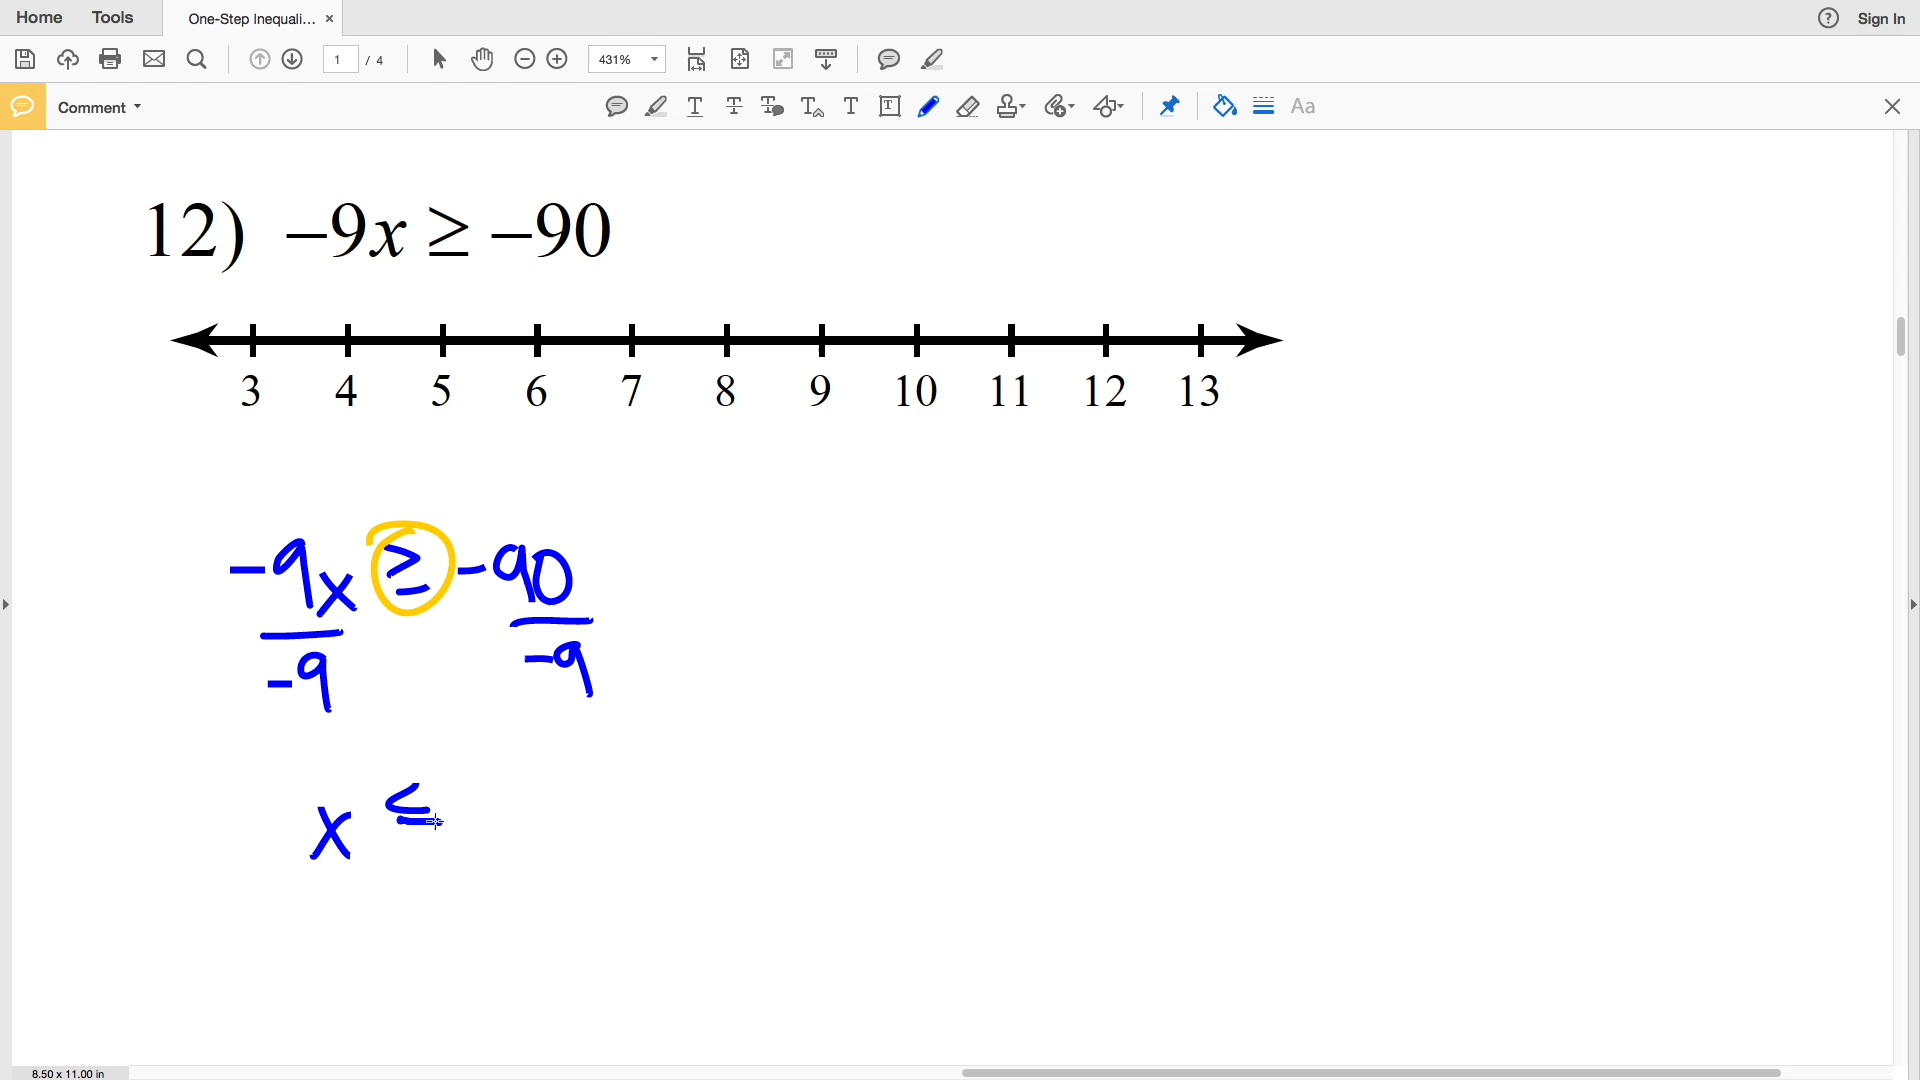 Home Tools One-Step Inequali... × ? Sign In
1 / 4 431%
Comment Aa
12) –9x ≥ –90
3 4 5 6 7 8 9 10 11 12 13
-9x ≥ -90
-9 -9
x ≤
8.50 x 11.00 in